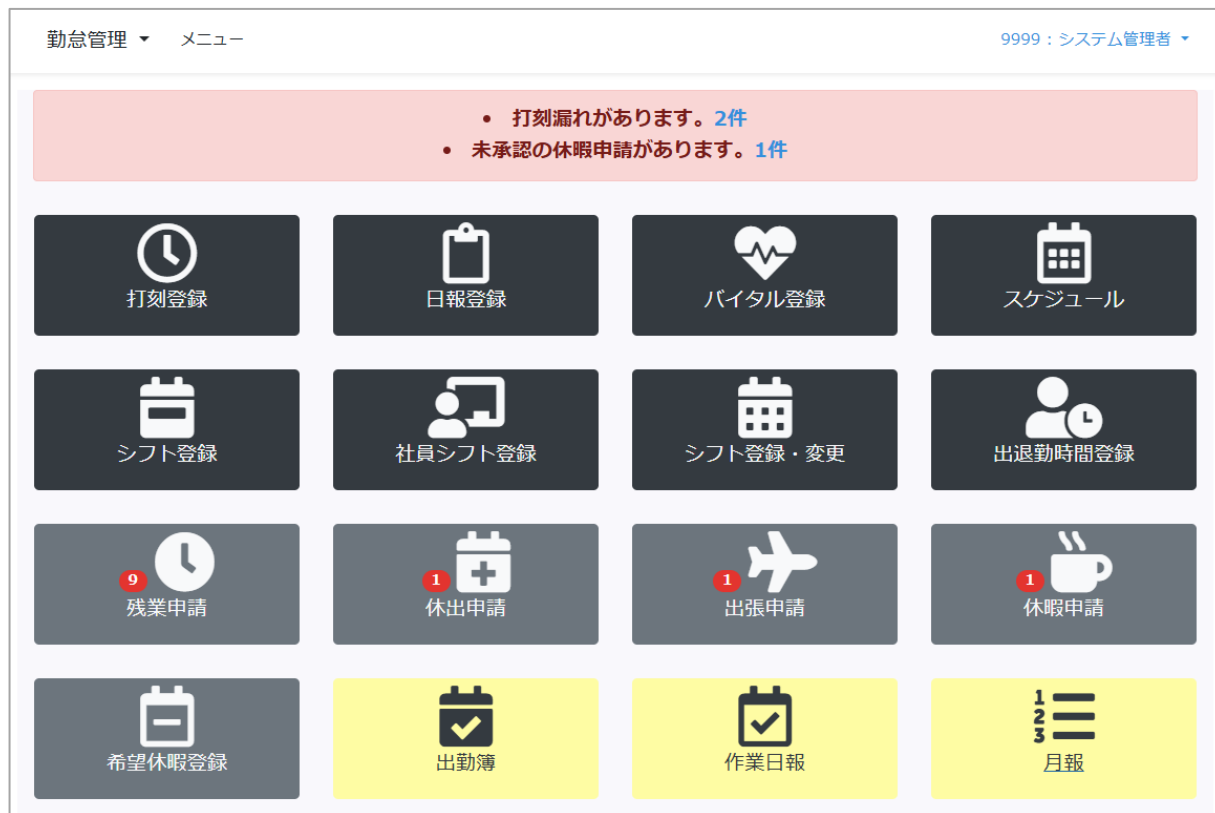 勤怠管理 メニュー 9999：システム管理者
• 打刻漏れがあります。2件
• 未承認の休暇申請があります。1件
打刻登録 日報登録 バイタル登録 スケジュール
シフト登録 社員シフト登録 シフト登録・変更 出退勤時間登録
9 1 1 1
残業申請 休出申請 出張申請 休暇申請
1
2
3
希望休暇登録 出勤簿 作業日報 月報